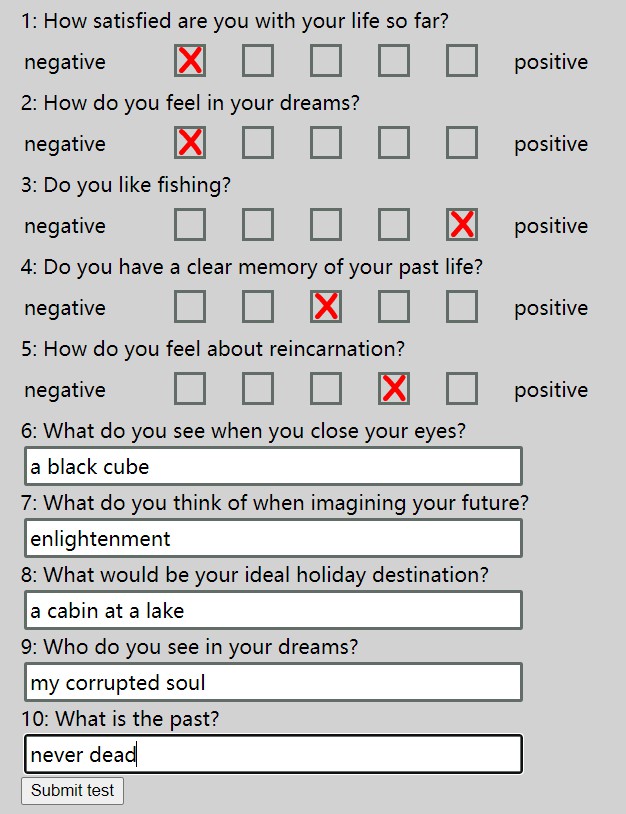 1: How satisfied are you with your life so far?
negative positive
2: How do you feel in your dreams?
negative positive
3: Do you like fishing?
negative positive
4: Do you have a clear memory of your past life?
negative positive
5: How do you feel about reincarnation?
negative positive
6: What do you see when you close your eyes?
a black cube
7: What do you think of when imagining your future?
enlightenment
8: What would be your ideal holiday destination?
a cabin at a lake
9: Who do you see in your dreams?
my corrupted soul
10: What is the past?
never dead
Submit test